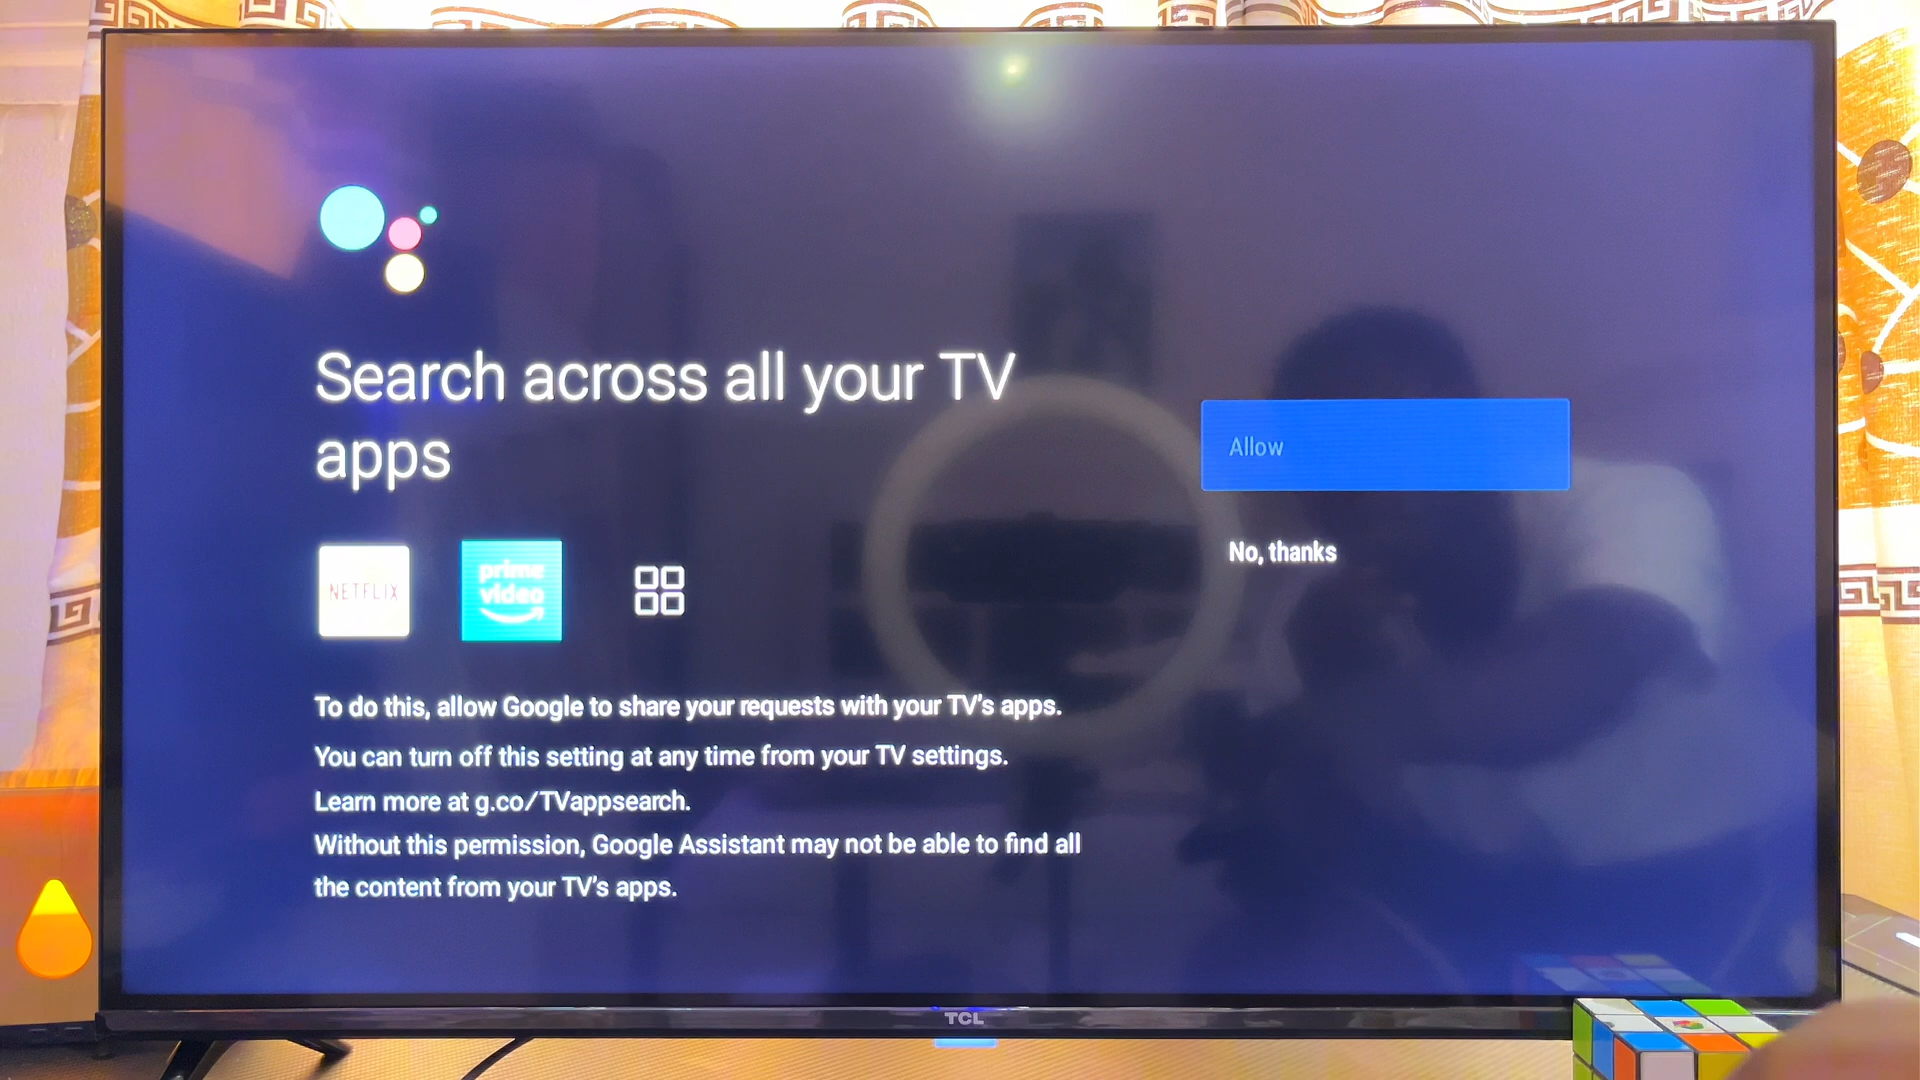 Search across all your TV
apps
Allow
No, thanks
NETFLIX
prime
video
To do this, allow Google to share your requests with your TV's apps.
You can turn off this setting at any time from your TV settings.
Learn more at g.co/TVappsearch.
Without this permission, Google Assistant may not be able to find all
the content from your TV's apps.
TCL